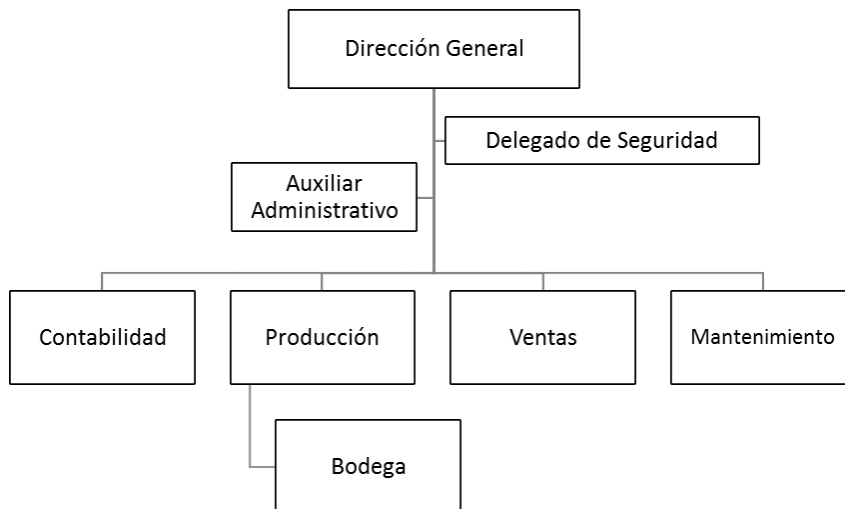 Dirección General
Delegado de Seguridad
Auxiliar
Administrativo
Contabilidad
Producción
Ventas
Mantenimiento
Bodega